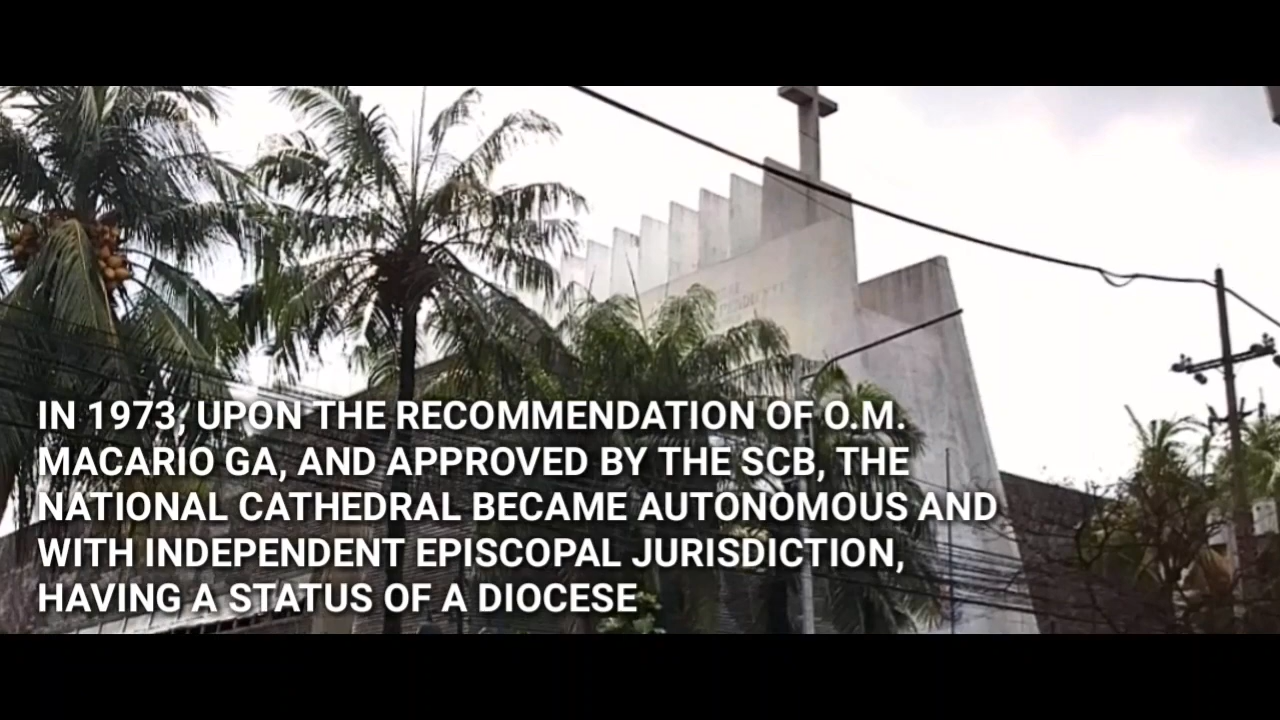 IN 1973, UPON THE RECOMMENDATION OF O.M.
MACARIO GA, AND APPROVED BY THE SCB, THE
NATIONAL CATHEDRAL BECAME AUTONOMOUS AND
WITH INDEPENDENT EPISCOPAL JURISDICTION,
HAVING A STATUS OF A DIOCESE